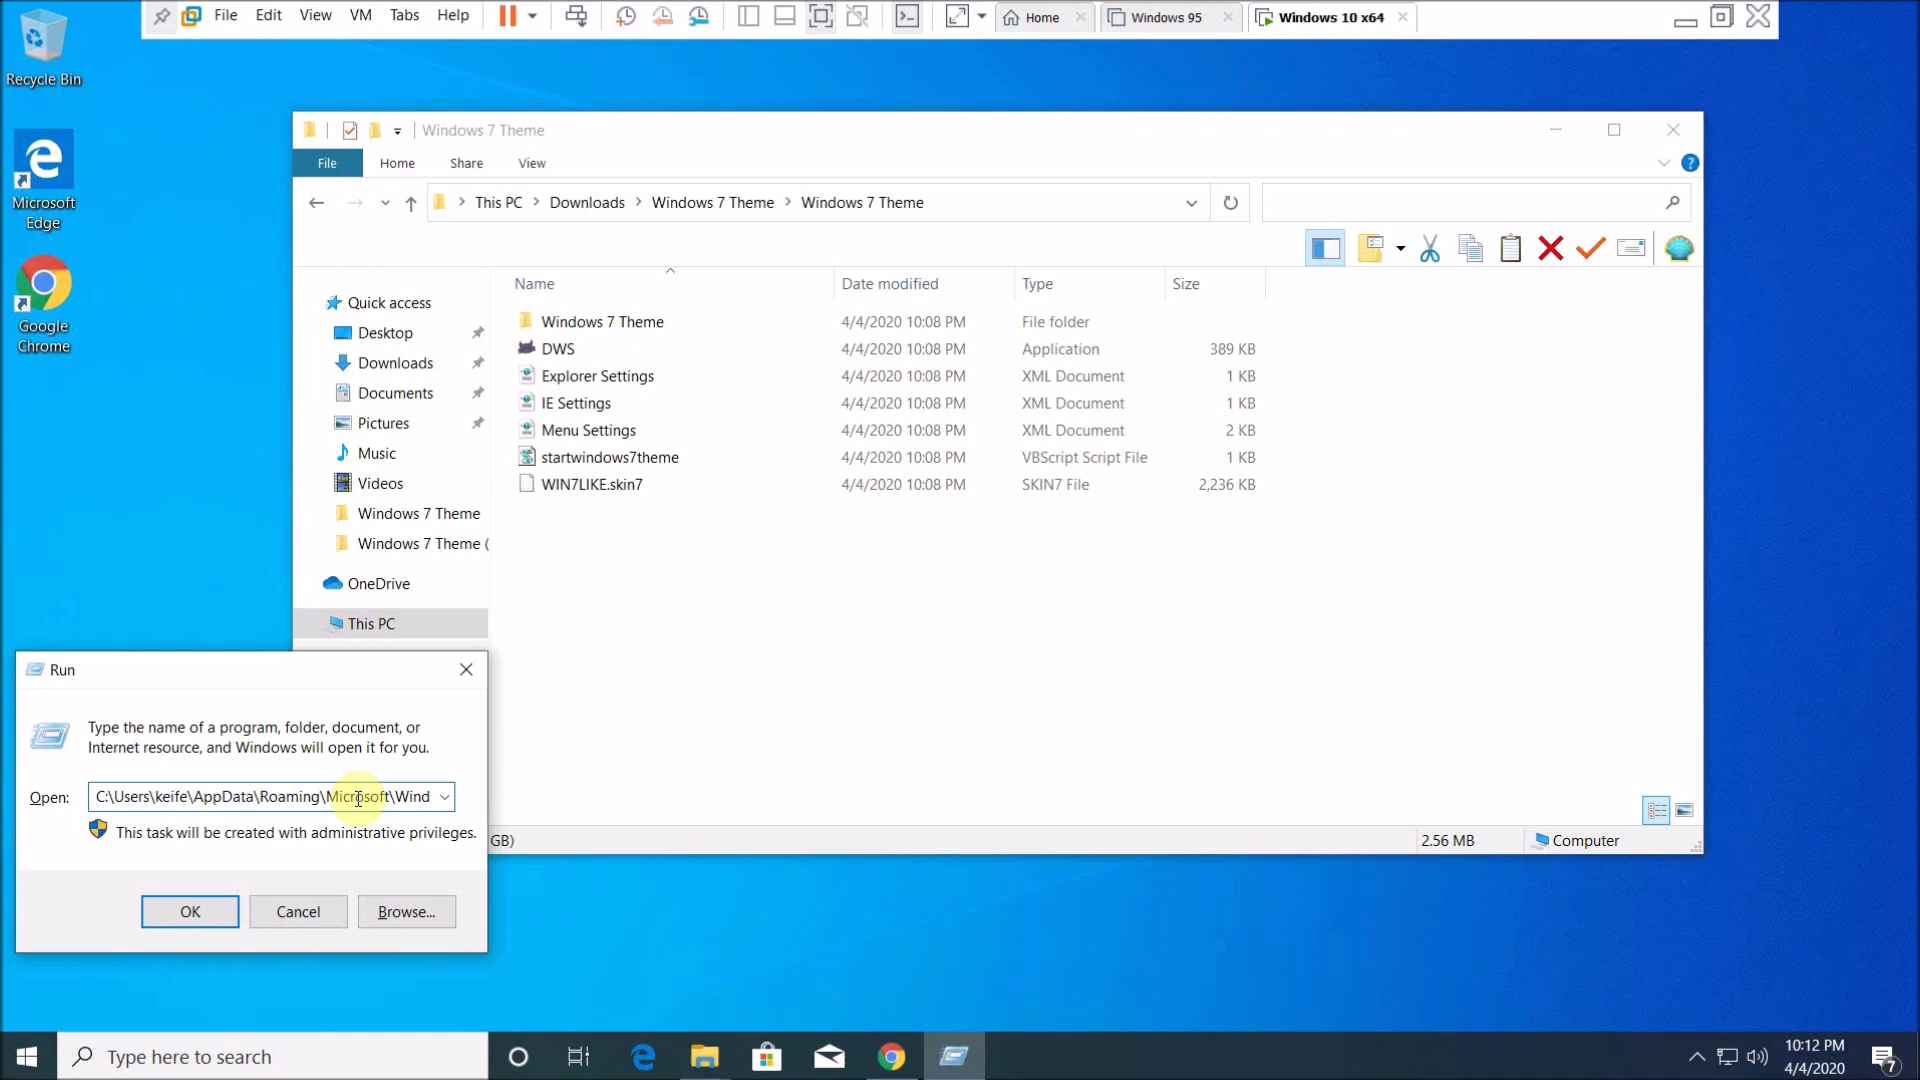 File Edit View VM Tabs Help
Home
Windows 95
Windows 10 x64
Recycle Bin
Microsoft
Edge
Google
Chrome
Windows 7 Theme
File Home Share View
This PC > Downloads > Windows 7 Theme > Windows 7 Theme
Name Date modified Type Size
Quick access
Desktop
Downloads
Documents
Pictures
Music
Videos
Windows 7 Theme
Windows 7 Theme (
OneDrive
This PC
Windows 7 Theme 4/4/2020 10:08 PM File folder
DWS 4/4/2020 10:08 PM Application 389 KB
Explorer Settings 4/4/2020 10:08 PM XML Document 1 KB
IE Settings 4/4/2020 10:08 PM XML Document 1 KB
Menu Settings 4/4/2020 10:08 PM XML Document 2 KB
startwindows7theme 4/4/2020 10:08 PM VBScript Script File 1 KB
WIN7LIKE.skin7 4/4/2020 10:08 PM SKIN7 File 2,236 KB
GB) 2.56 MB Computer
Run
Type the name of a program, folder, document, or
Internet resource, and Windows will open it for you.
Open: C:\Users\keife\AppData\Roaming\Microsoft\Wind
This task will be created with administrative privileges.
OK Cancel Browse...
Type here to search
10:12 PM
4/4/2020
7